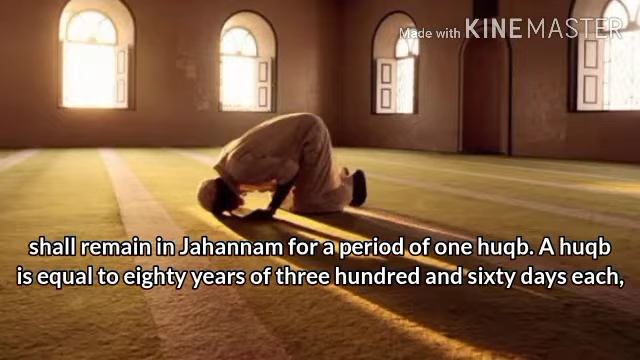 Made with KINEMASTER
shall remain in Jahannam for a period of one huqb. A huqb
is equal to eighty years of three hundred and sixty days each,